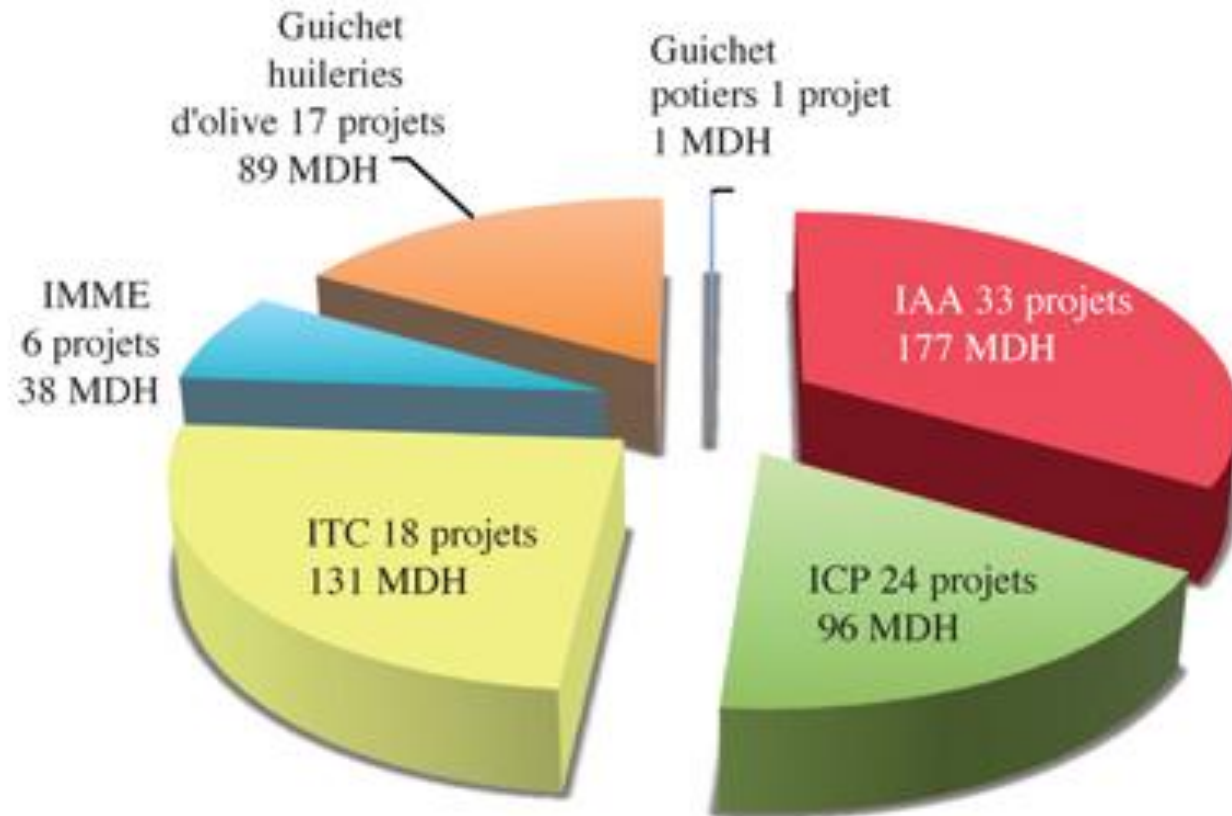 Guichet
huileries
d'olive 17 projets
89 MDH
Guichet
potiers 1 projet
1 MDH
IAA 33 projets
177 MDH
IMME
6 projets
38 MDH
ITC 18 projets
131 MDH
ICP 24 projets
96 MDH